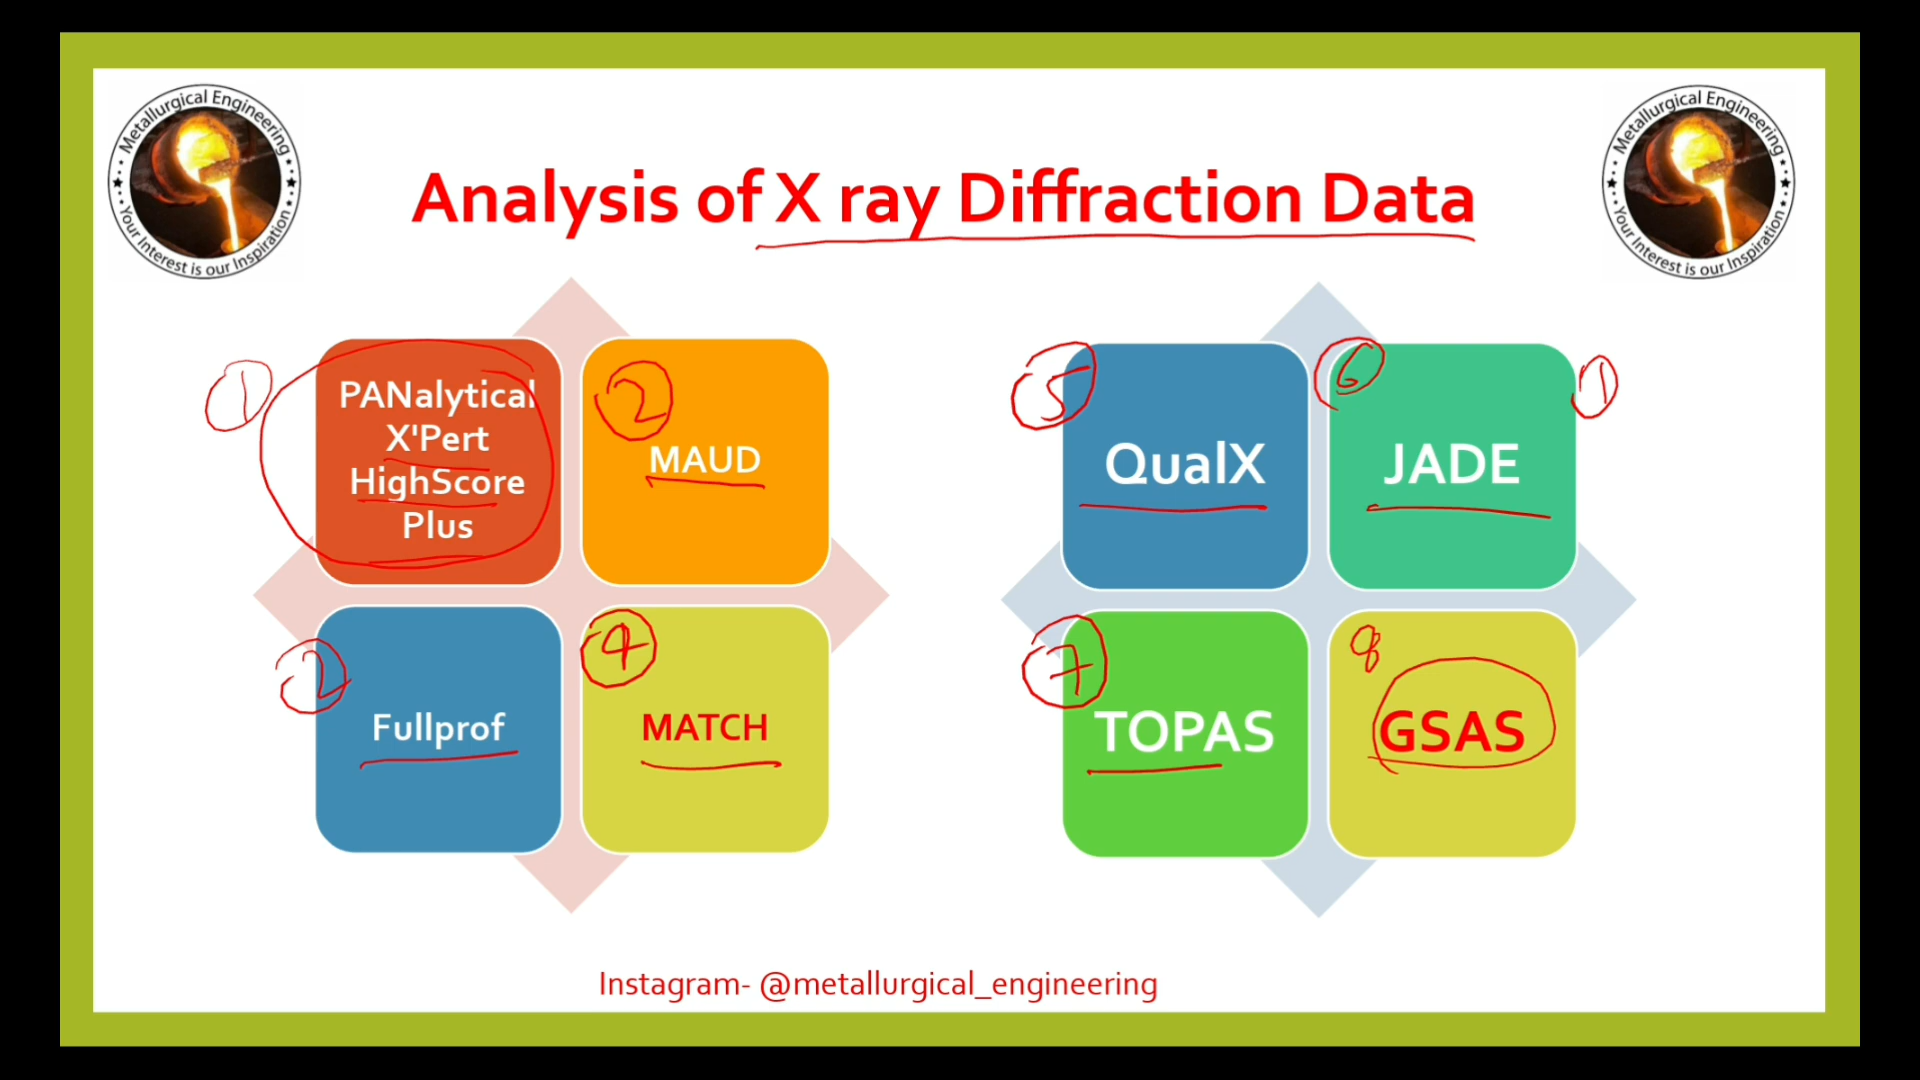 Metallurgical Engineering
Your Interest is our Inspiration
Metallurgical Engineering
Your Interest is our Inspiration
Analysis of X ray Diffraction Data
1
PANalytical
X'Pert
HighScore
Plus
2
MAUD
5
QualX
6
JADE
1
2
Fullprof
4
MATCH
7
TOPAS
8
GSAS
Instagram- @metallurgical_engineering